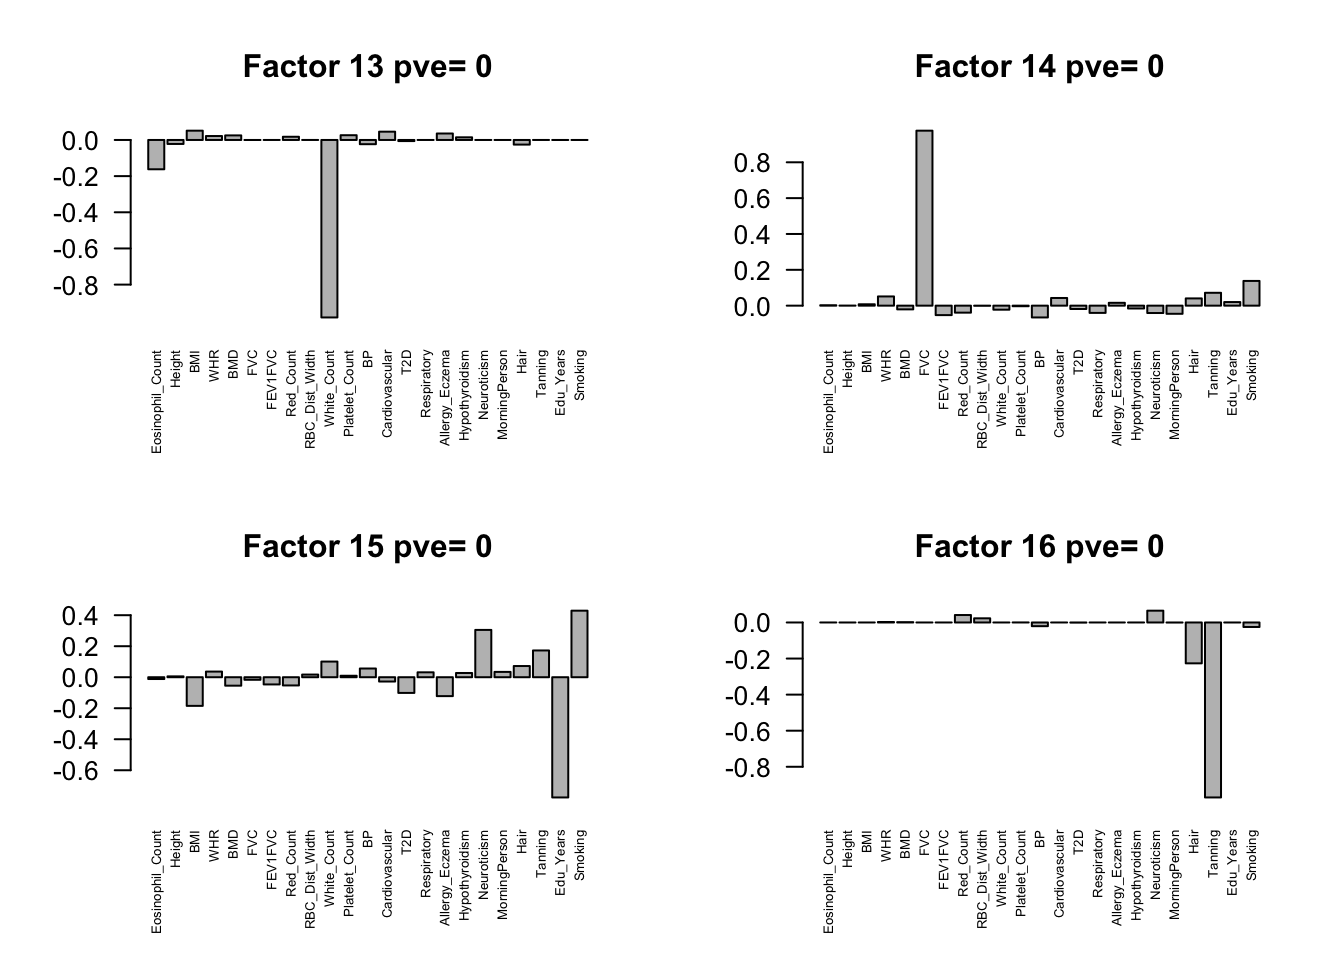 Factor 13 pve= 0
0.0
-0.2
-0.4
-0.6
-0.8
Eosinophil_Count
Height
BMI
WHR
BMD
FVC
FEV1FVC
Red_Count
RBC_Dist_Width
White_Count
Platelet_Count
BP
Cardiovascular
T2D
Respiratory
Allergy_Eczema
Hypothyroidism
Neuroticism
MorningPerson
Hair
Tanning
Edu_Years
Smoking
Factor 14 pve= 0
0.8
0.6
0.4
0.2
0.0
Eosinophil_Count
Height
BMI
WHR
BMD
FVC
FEV1FVC
Red_Count
RBC_Dist_Width
White_Count
Platelet_Count
BP
Cardiovascular
T2D
Respiratory
Allergy_Eczema
Hypothyroidism
Neuroticism
MorningPerson
Hair
Tanning
Edu_Years
Smoking
Factor 15 pve= 0
0.4
0.2
0.0
-0.2
-0.4
-0.6
Eosinophil_Count
Height
BMI
WHR
BMD
FVC
FEV1FVC
Red_Count
RBC_Dist_Width
White_Count
Platelet_Count
BP
Cardiovascular
T2D
Respiratory
Allergy_Eczema
Hypothyroidism
Neuroticism
MorningPerson
Hair
Tanning
Edu_Years
Smoking
Factor 16 pve= 0
0.0
-0.2
-0.4
-0.6
-0.8
Eosinophil_Count
Height
BMI
WHR
BMD
FVC
FEV1FVC
Red_Count
RBC_Dist_Width
White_Count
Platelet_Count
BP
Cardiovascular
T2D
Respiratory
Allergy_Eczema
Hypothyroidism
Neuroticism
MorningPerson
Hair
Tanning
Edu_Years
Smoking